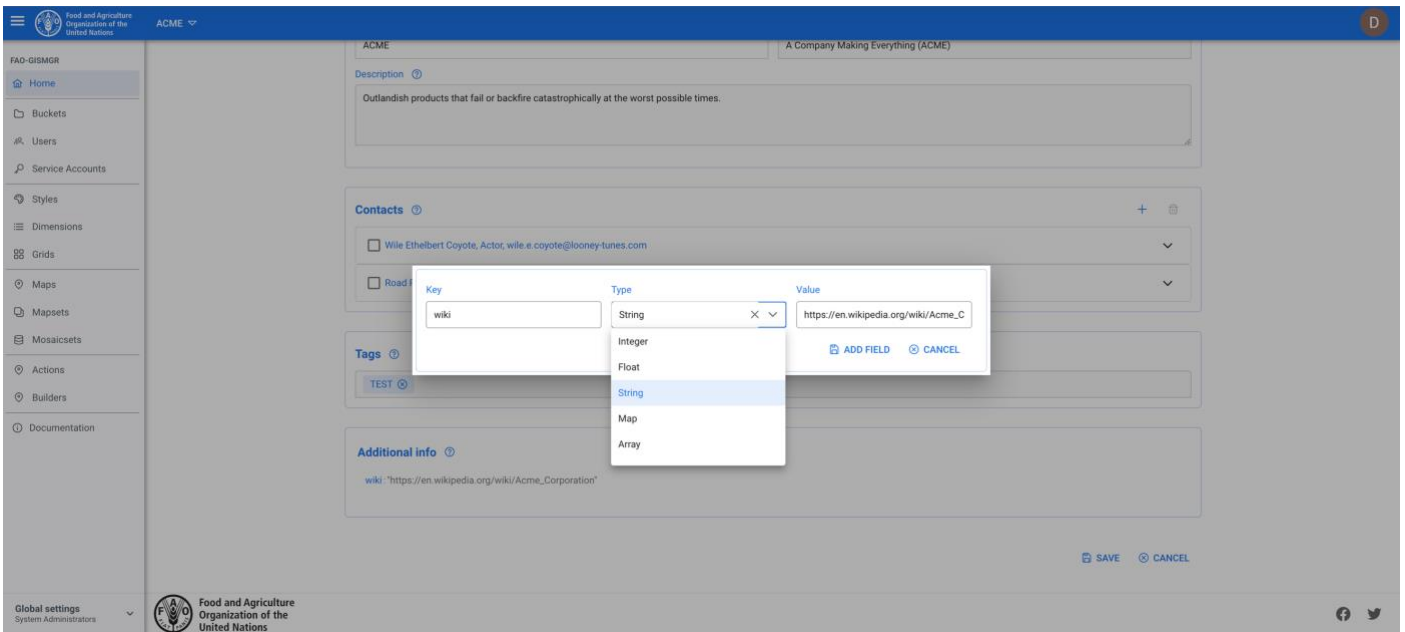 Food and Agriculture
Organization of the
United Nations
ACME
D
FAO-GISMGR
Home
Buckets
Users
Service Accounts
Styles
Dimensions
Grids
Maps
Mapsets
Mosaicsets
Actions
Builders
Documentation
Global settings
System Administrators
ACME
A Company Making Everything (ACME)
Description
Outlandish products that fail or backfire catastrophically at the worst possible times.
Contacts
Wile Ethelbert Coyote, Actor, wile.e.coyote@looney-tunes.com
Road
Key
Type
Value
wiki
String
https://en.wikipedia.org/wiki/Acme_C
Integer
Float
String
Map
Array
ADD FIELD
CANCEL
Tags
TEST
Additional info
wiki: "https://en.wikipedia.org/wiki/Acme_Corporation"
SAVE
CANCEL
Food and Agriculture
Organization of the
United Nations